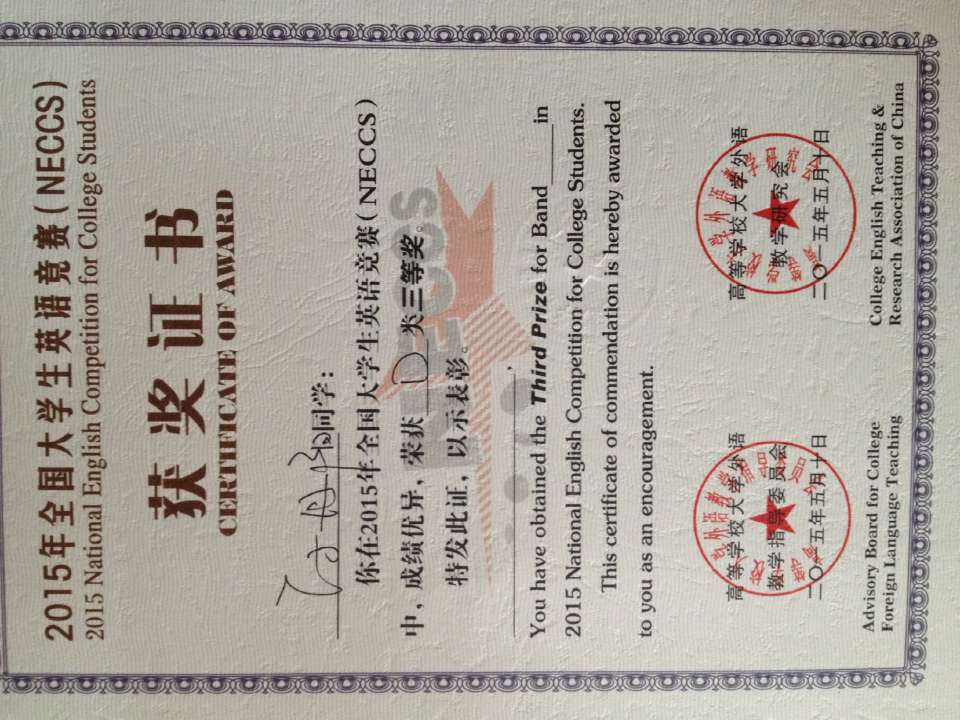 2015年全国大学生英语竞赛(NECCS)
2015 National English Competition for College Students
获奖证书
CERTIFICATE OF AWARD
同学:
你在2015年全国大学生英语竞赛(NECCS)
中,成绩优异,荣获 D 类三等奖。
特发此证,以示表彰。
NECCS
,
You have obtained the Third Prize for Band____in
2015 National English Competition for College Students.
This certificate of commendation is hereby awarded
to you as an encouragement.
高等学校大学外语
教学指导委员会
二〇一五年五月十日
Advisory Board for College
Foreign Language Teaching
高等学校大学外语
教学研究会
二〇一五年五月十日
College English Teaching &
Research Association of China